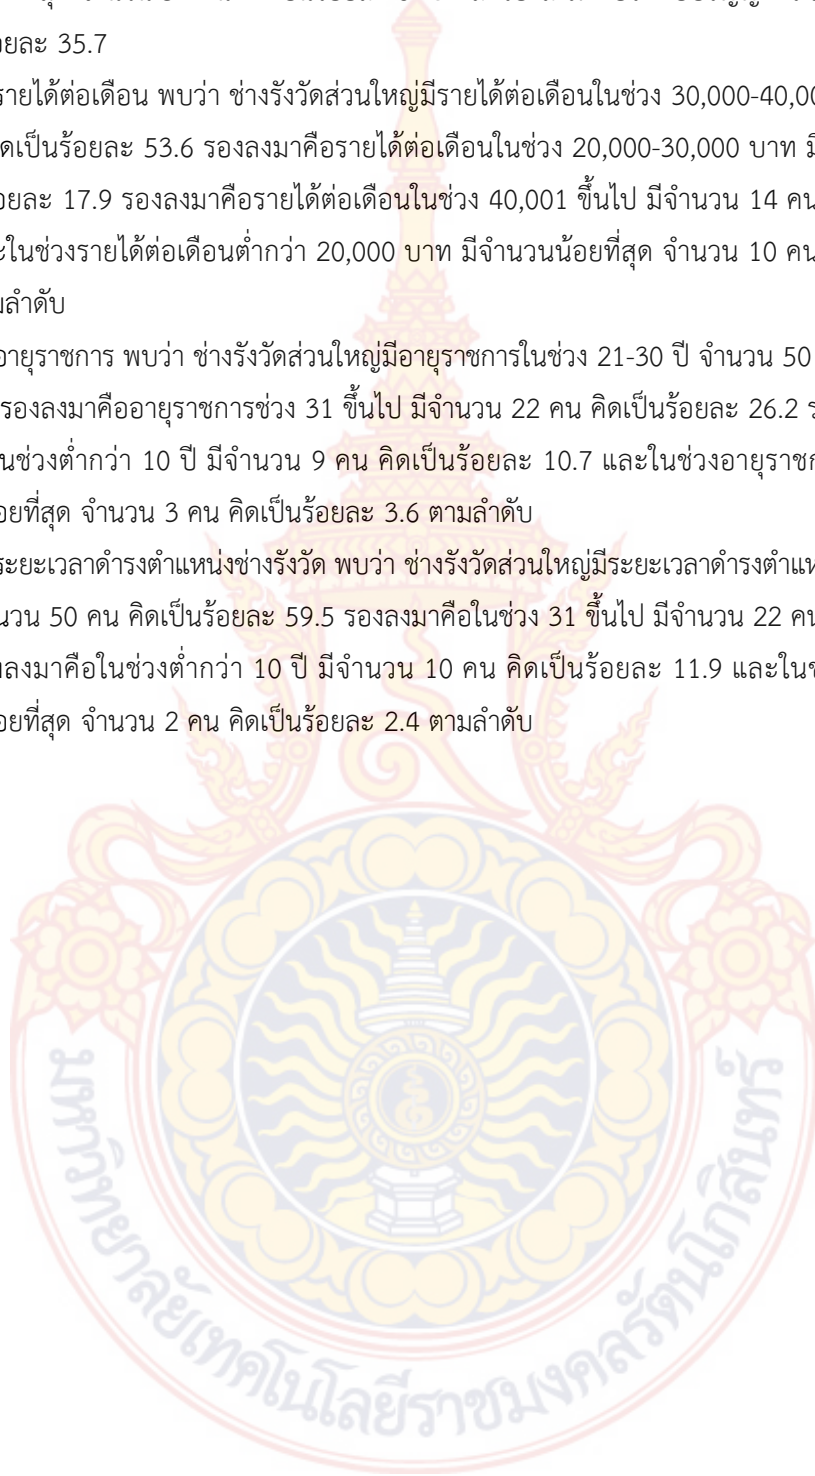 ยละ 35.7
รายได้ต่อเดือน พบว่า ช่างรังวัดส่วนใหญ่มีรายได้ต่อเดือนในช่วง 30,000-40,00
ดเป็นร้อยละ 53.6 รองลงมาคือรายได้ต่อเดือนในช่วง 20,000-30,000 บาท มี
ยละ 17.9 รองลงมาคือรายได้ต่อเดือนในช่วง 40,001 ขึ้นไป มีจำนวน 14 คน
ะในช่วงรายได้ต่อเดือนต่ำกว่า 20,000 บาท มีจำนวนน้อยที่สุด จำนวน 10 คน
มลำดับ
อายุราชการ พบว่า ช่างรังวัดส่วนใหญ่มีอายุราชการในช่วง 21-30 ปี จำนวน 50
รองลงมาคืออายุราชการช่วง 31 ขึ้นไป มีจำนวน 22 คน คิดเป็นร้อยละ 26.2 ร
นช่วงต่ำกว่า 10 ปี มีจำนวน 9 คน คิดเป็นร้อยละ 10.7 และในช่วงอายุราชก
อยที่สุด จำนวน 3 คน คิดเป็นร้อยละ 3.6 ตามลำดับ
ระยะเวลาดำรงตำแหน่งช่างรังวัด พบว่า ช่างรังวัดส่วนใหญ่มีระยะเวลาดำรงตำแห
นวน 50 คน คิดเป็นร้อยละ 59.5 รองลงมาคือในช่วง 31 ขึ้นไป มีจำนวน 22 คน
งลงมาคือในช่วงต่ำกว่า 10 ปี มีจำนวน 10 คน คิดเป็นร้อยละ 11.9 และในช
อยที่สุด จำนวน 2 คน คิดเป็นร้อยละ 2.4 ตามลำดับ
มหาวิทยาลัยเทคโนโลยีราชมงคลรัตนโกสินทร์